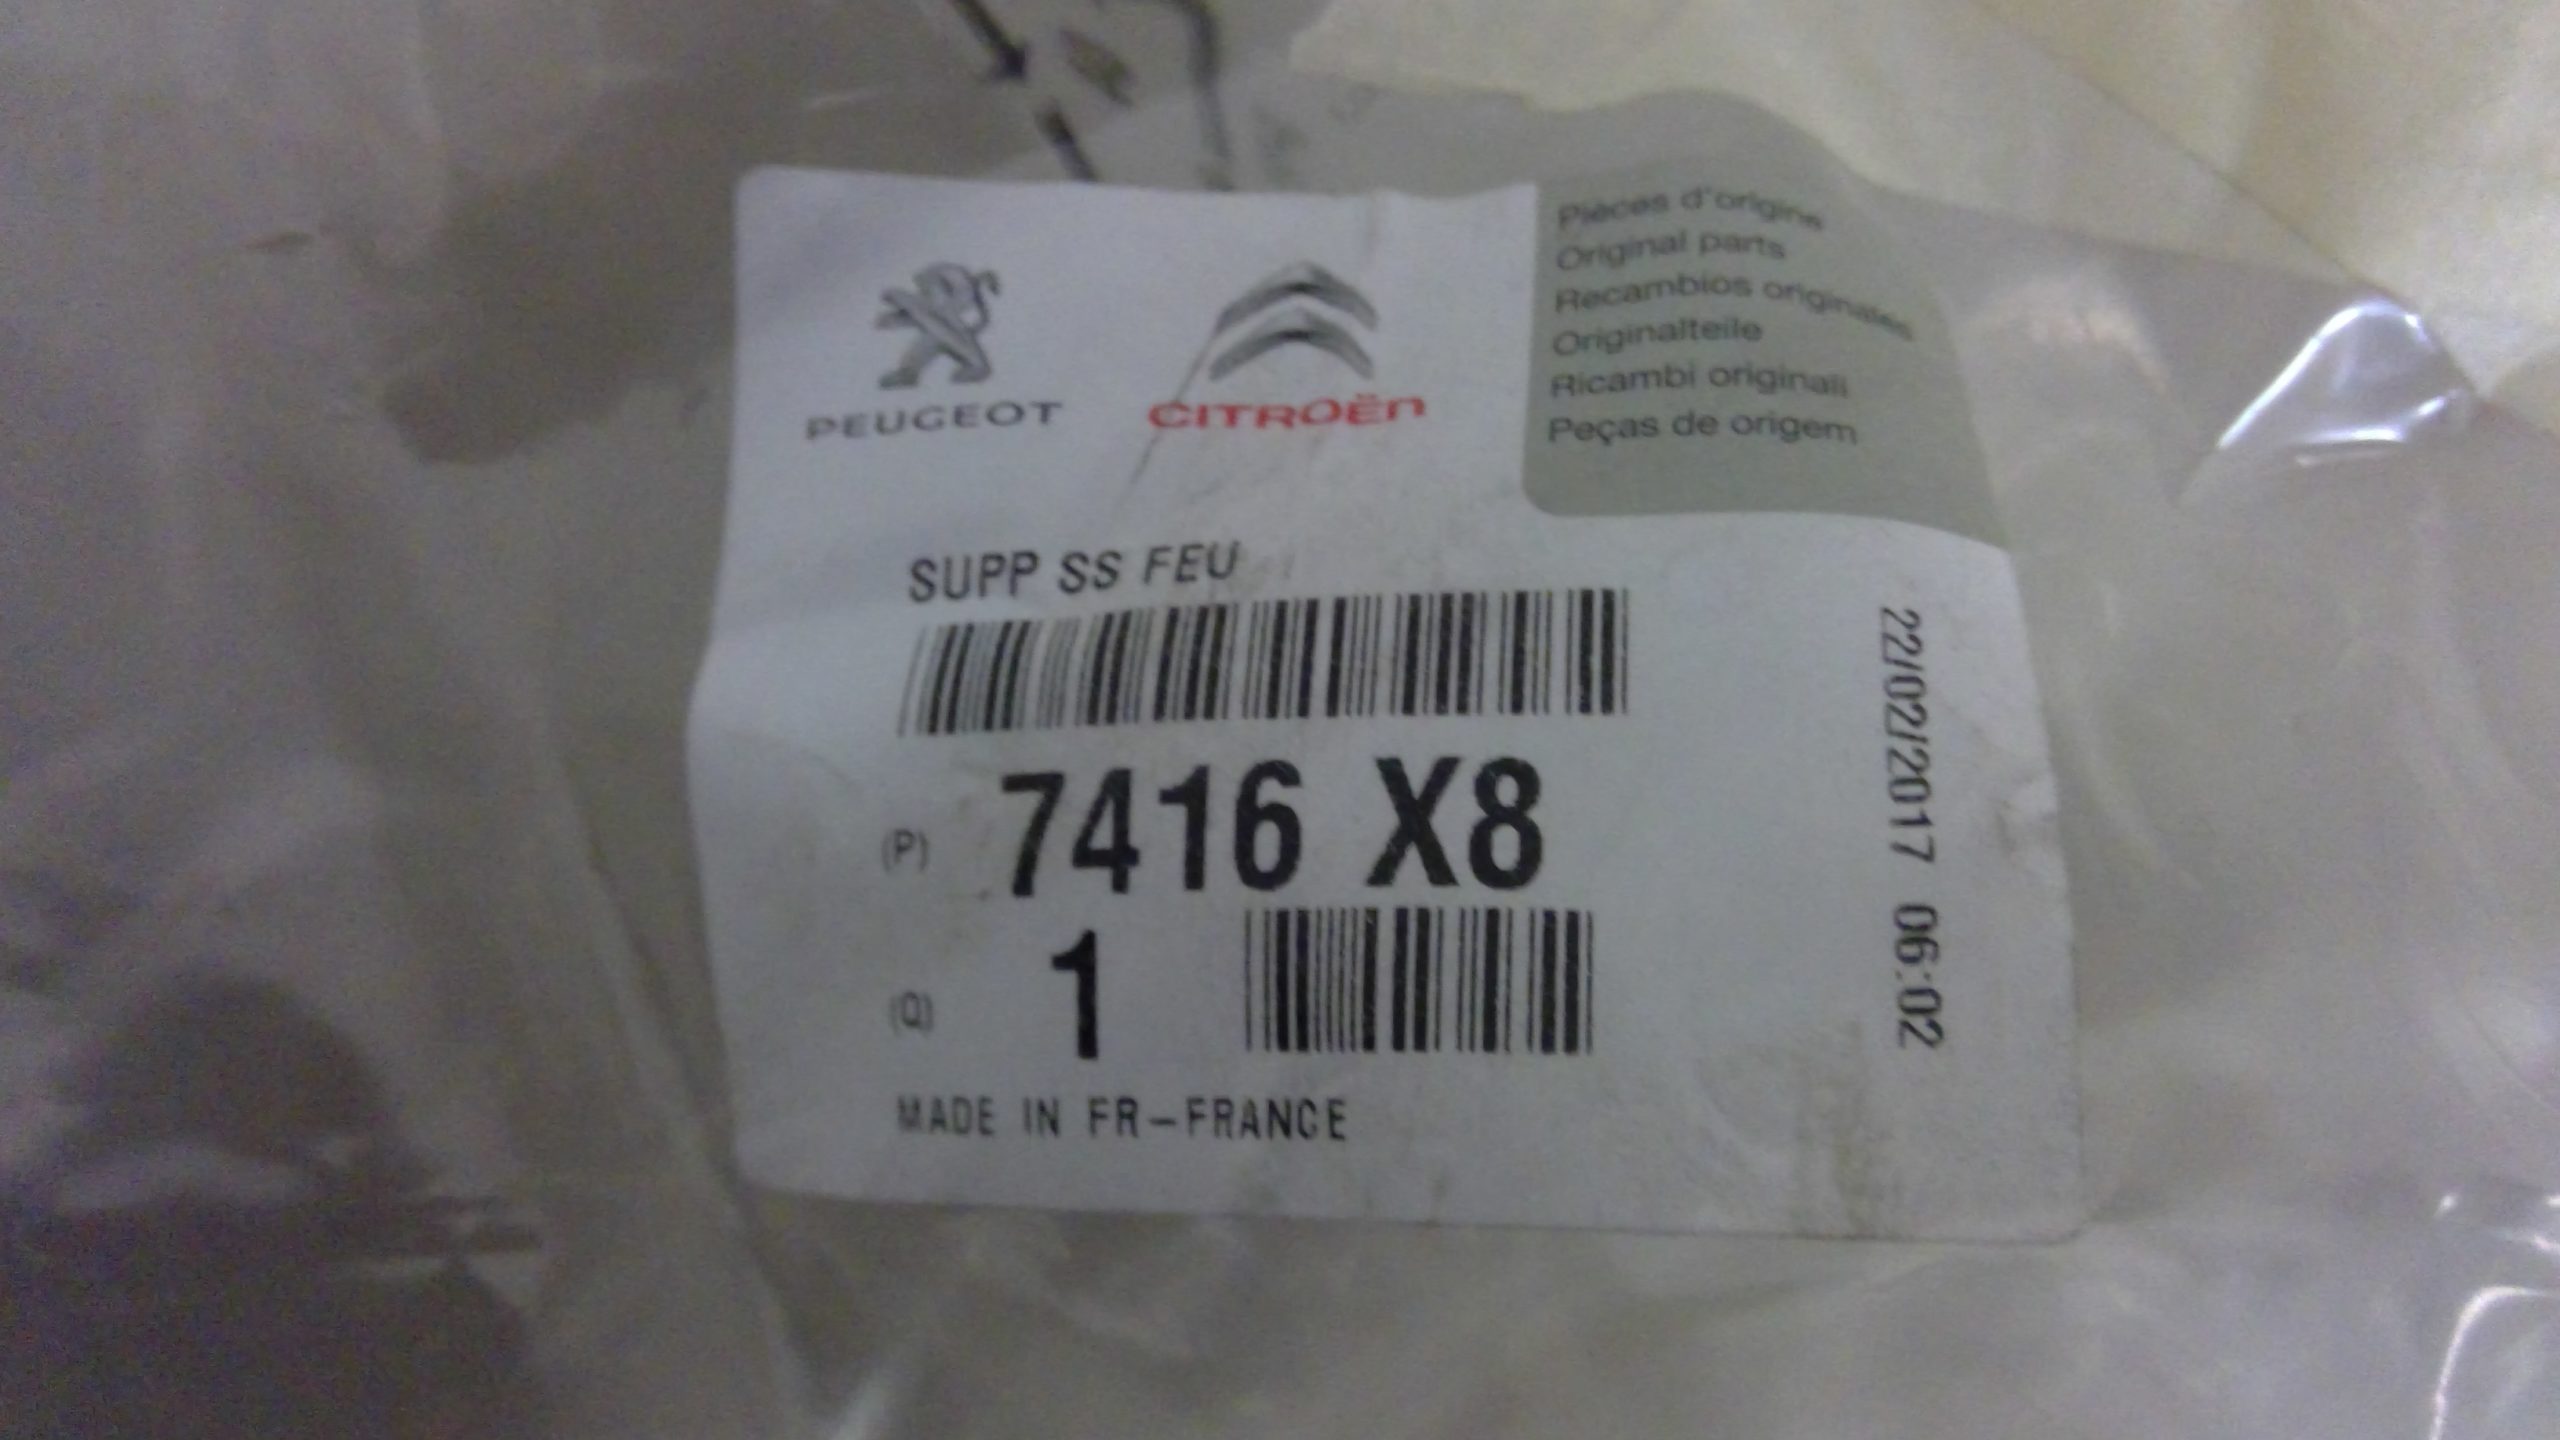 PEUGEOT
CITROËN
Pièces d'origine
Original parts
Recambios originales
Originalteile
Ricambi originali
Peças de origem
SUPP SS FEU
(P) 7416 X8
(Q) 1
MADE IN FR-FRANCE
22/02/2017 06:02